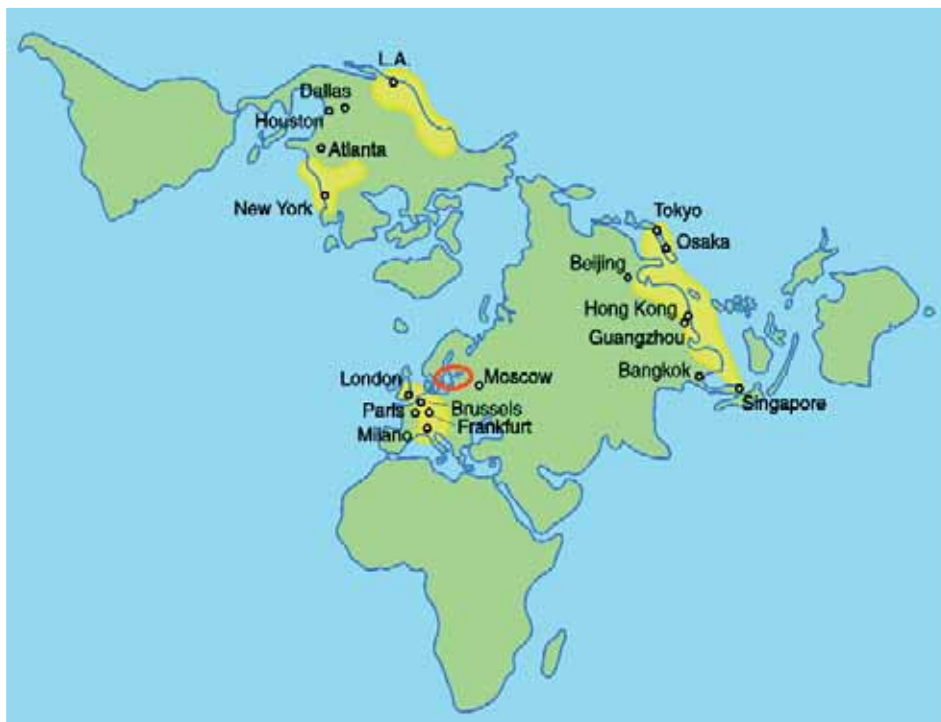 L.A.
Dallas
Houston
Atlanta
New York
Tokyo
Osaka
Beijing
Hong Kong
Guangzhou
Bangkok
Singapore
London
Moscow
Paris
Brussels
Frankfurt
Milano